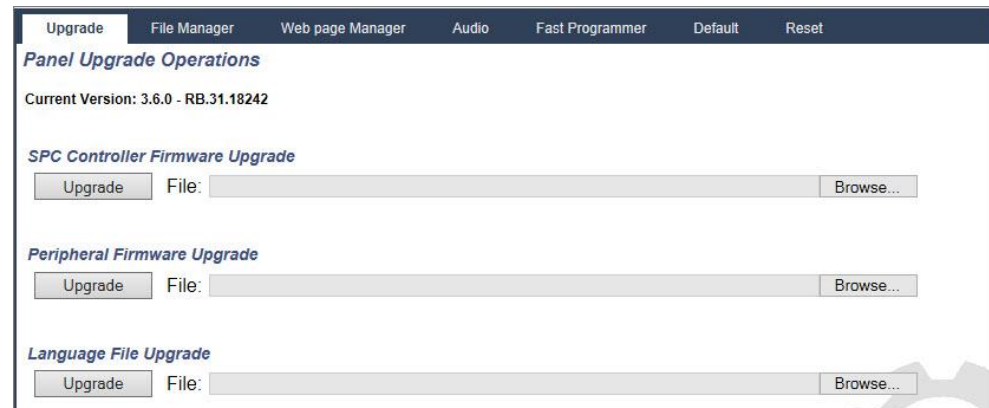 Upgrade File Manager Web page Manager Audio Fast Programmer Default Reset
Panel Upgrade Operations
Current Version: 3.6.0 - RB.31.18242
SPC Controller Firmware Upgrade
Upgrade File: Browse...
Peripheral Firmware Upgrade
Upgrade File: Browse...
Language File Upgrade
Upgrade File: Browse...